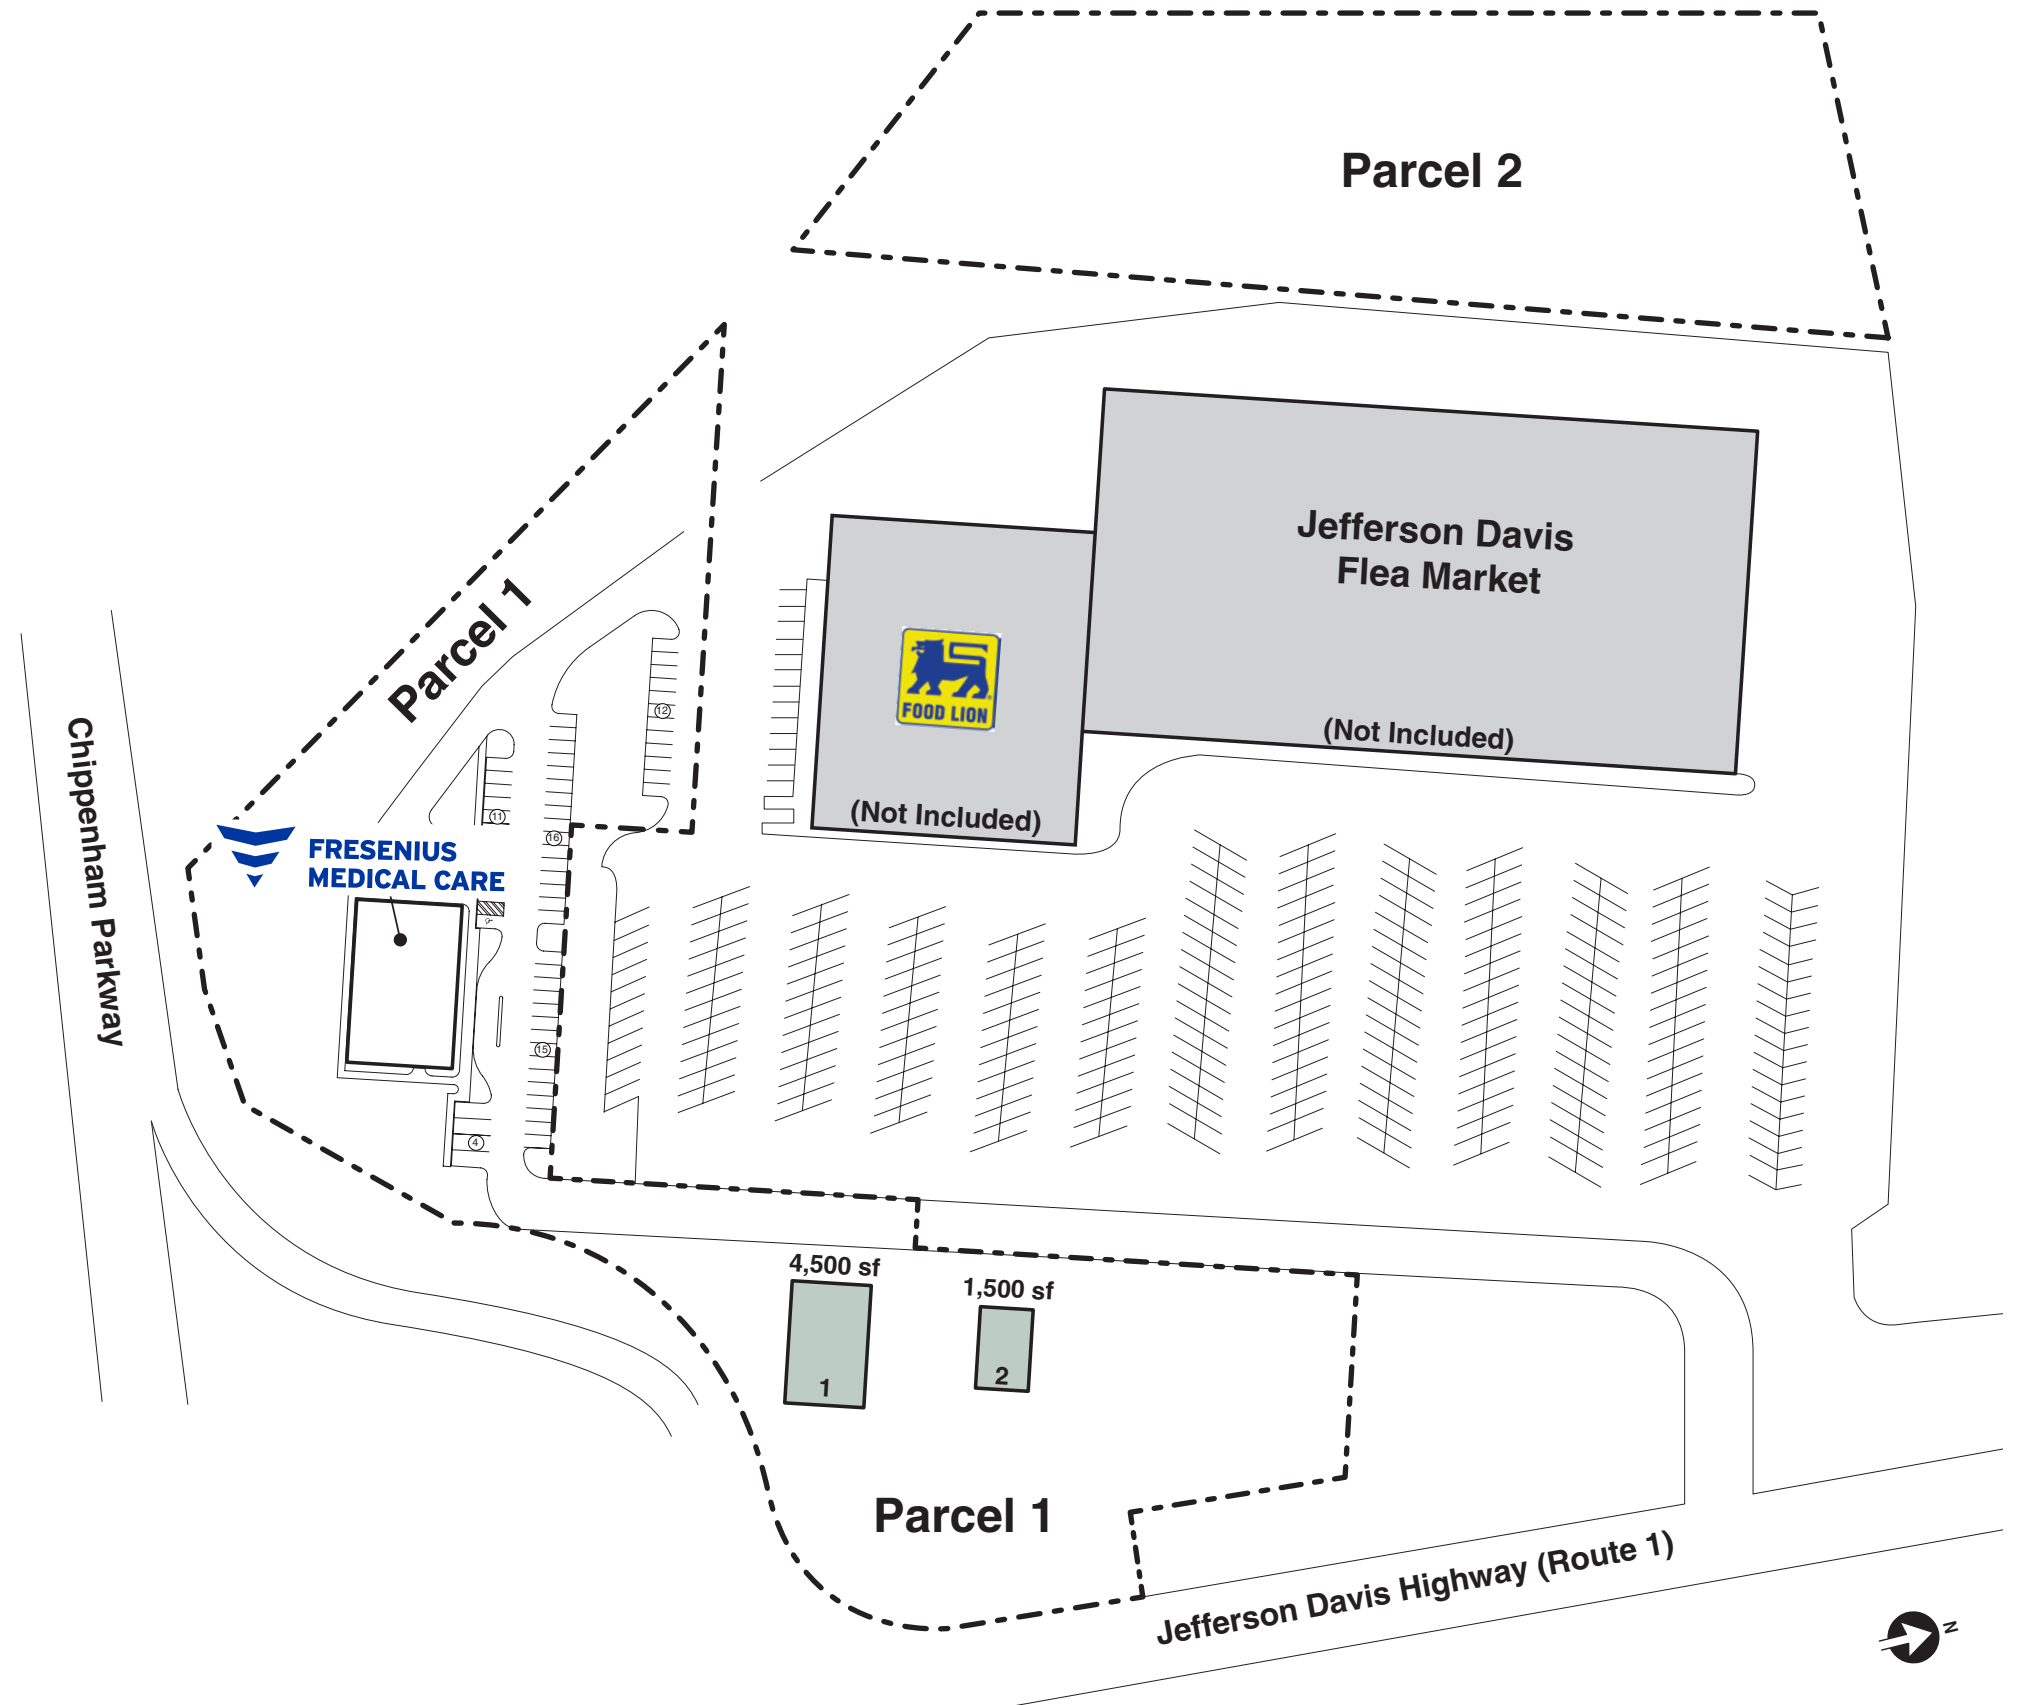 Parcel 2
Parcel 1
Jefferson Davis
Flea Market
(Not Included)
FOOD LION
(Not Included)
12
11
16
FRESENIUS
MEDICAL CARE
Chippenham Parkway
15
4
4,500 sf
1
1,500 sf
2
Parcel 1
Jefferson Davis Highway (Route 1)
N